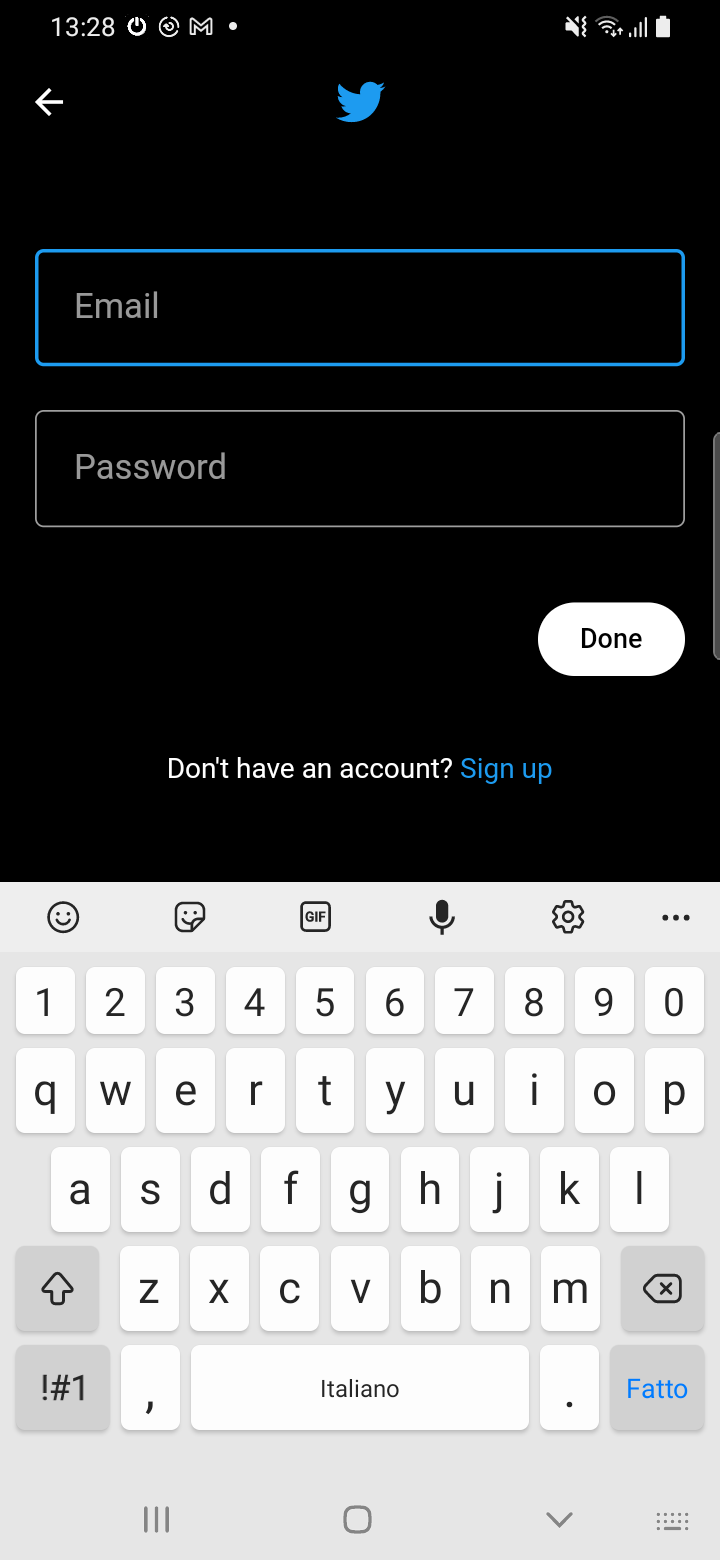 13:28
Email
Password
Done
Don't have an account? Sign up
GIF
1 2 3 4 5 6 7 8 9 0
q w e r t y u i o p
a s d f g h j k l
z x c v b n m
!#1 , Italiano . Fatto